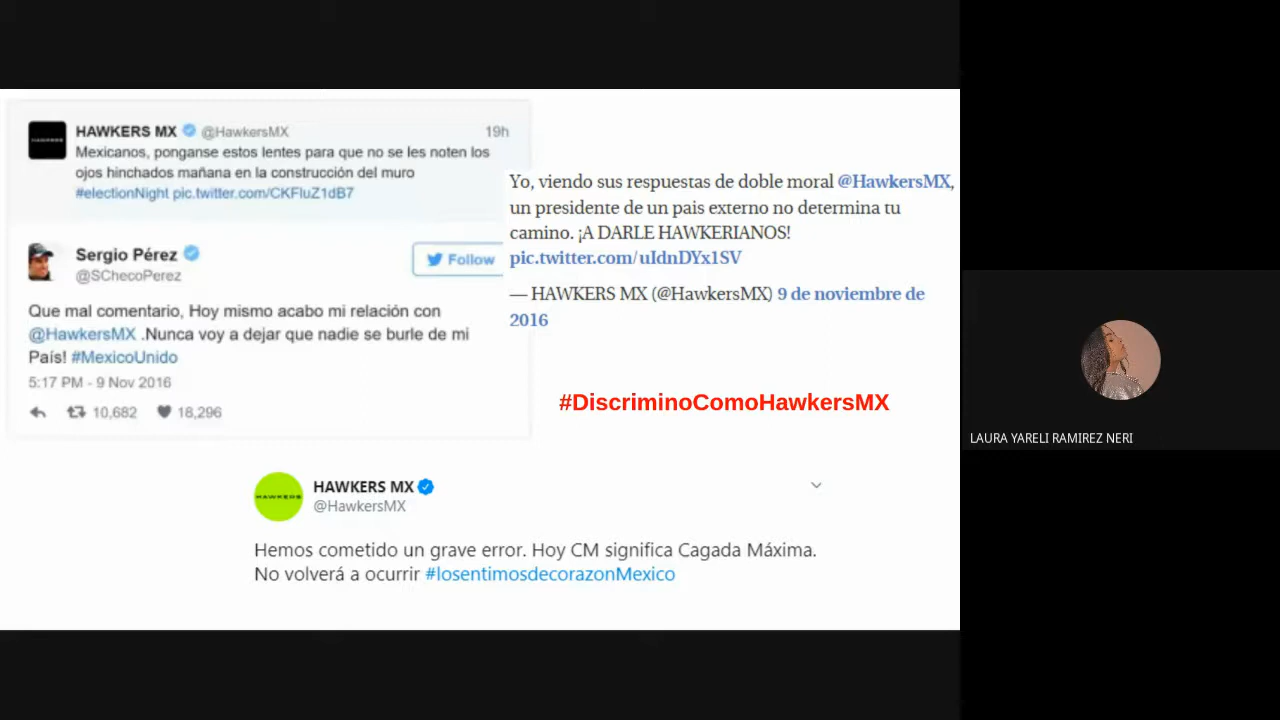 HAWKERS MX @HawkersMX 19h
Mexicanos, ponganse estos lentes para que no se les noten los
ojos hinchados mañana en la construcción del muro
#electionNight pic.twitter.com/CKFluZ1dB7
Sergio Pérez
@SChecoPerez
Follow
Que mal comentario, Hoy mismo acabo mi relación con
@HawkersMX .Nunca voy a dejar que nadie se burle de mi
País! #MexicoUnido
5:17 PM - 9 Nov 2016
10,682 18,296
Yo, viendo sus respuestas de doble moral @HawkersMX,
un presidente de un pais externo no determina tu
camino. ¡A DARLE HAWKERIANOS!
pic.twitter.com/uIdnDYx1SV
— HAWKERS MX (@HawkersMX) 9 de noviembre de
2016
#DiscriminoComoHawkersMX
HAWKERS
HAWKERS MX
@HawkersMX
Hemos cometido un grave error. Hoy CM significa Cagada Máxima.
No volverá a ocurrir #losentimosdecorazonMexico
LAURA YARELI RAMIREZ NERI